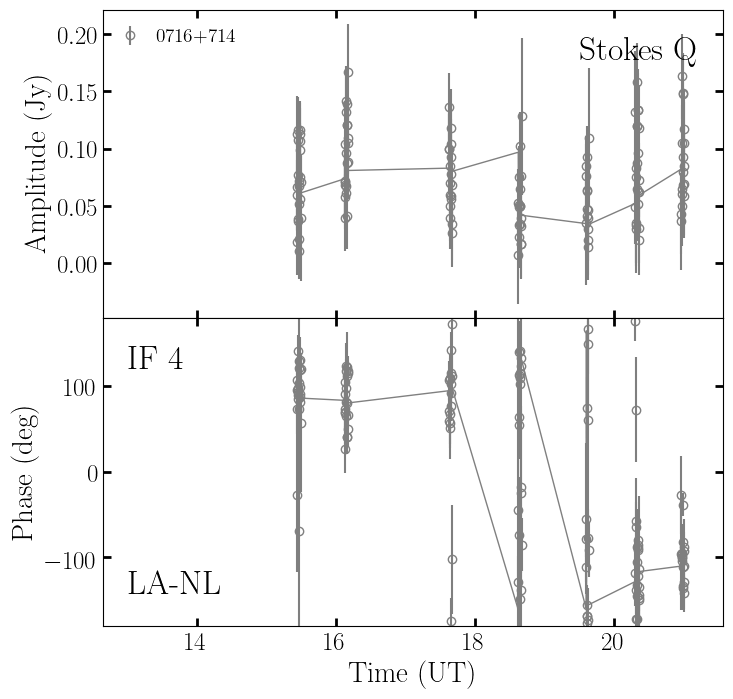 0716+714
Stokes Q
0.20
0.15
0.10
0.05
0.00
Amplitude (Jy)
IF 4
100
0
−100
Phase (deg)
LA-NL
14 16 18 20
Time (UT)